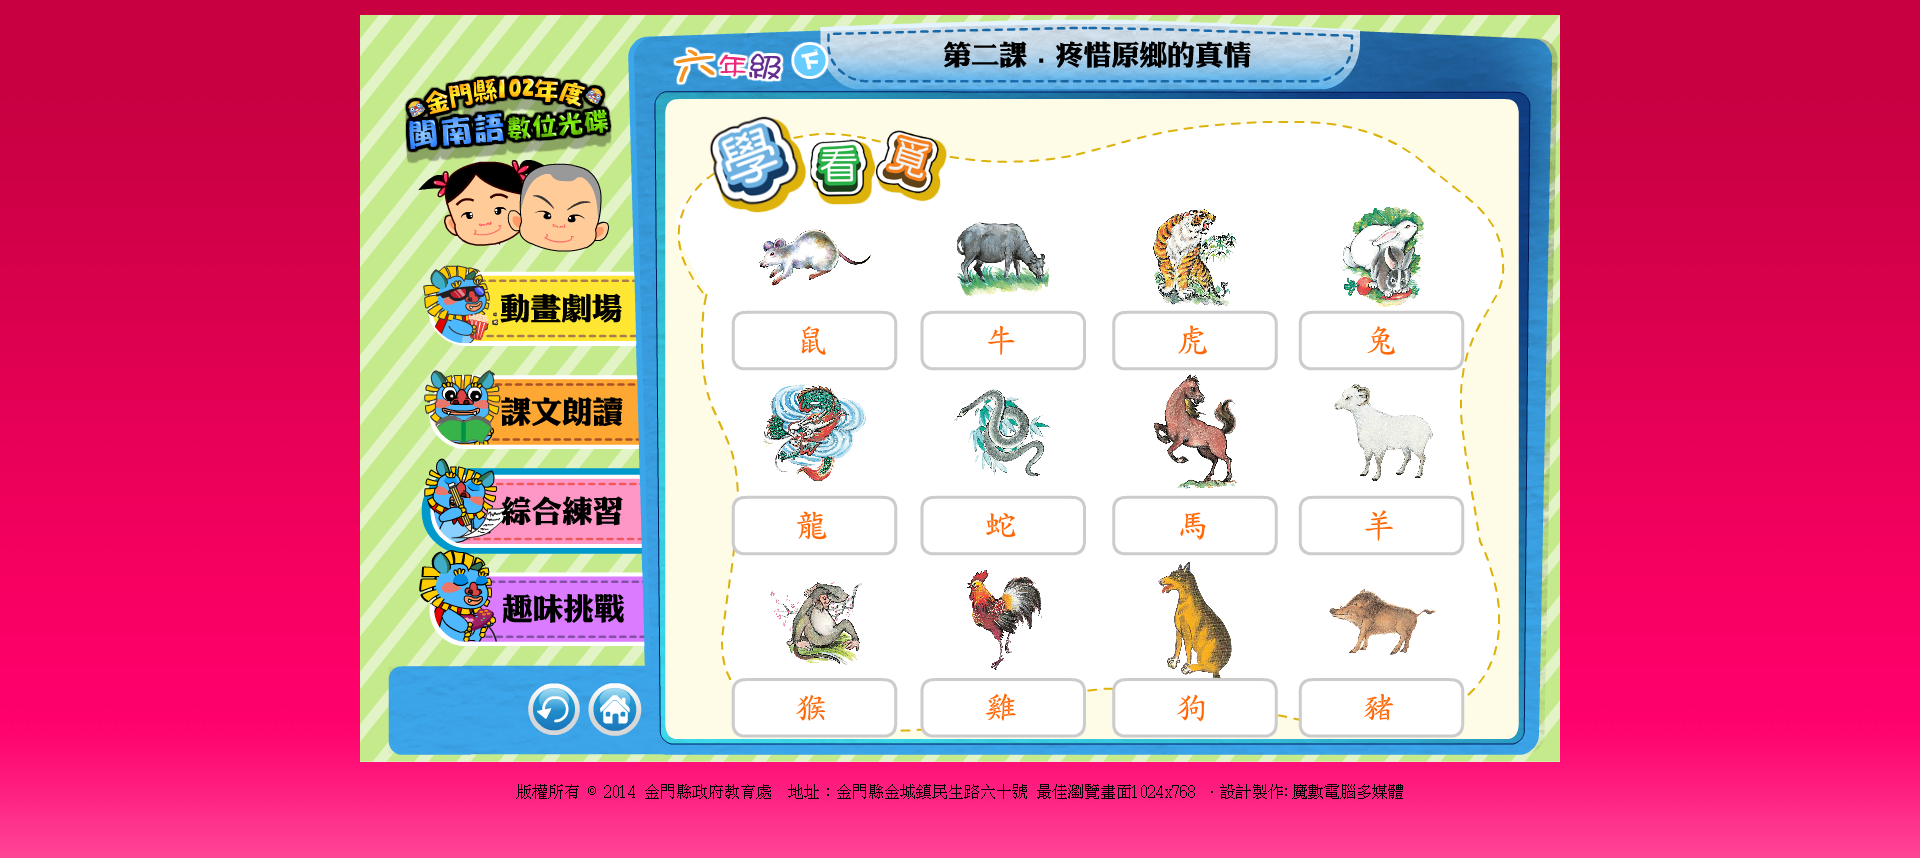 六年級 下
第二課．疼惜原鄉的真情
金門縣102年度
閩南語數位光碟
學看覓
動畫劇場
課文朗讀
綜合練習
趣味挑戰
鼠 牛 虎 兔
龍 蛇 馬 羊
猴 雞 狗 豬
版權所有 © 2014 金門縣政府教育處 地址：金門縣金城鎮民生路六十號 最佳瀏覽畫面1024x768 ．設計製作:魔數電腦多媒體